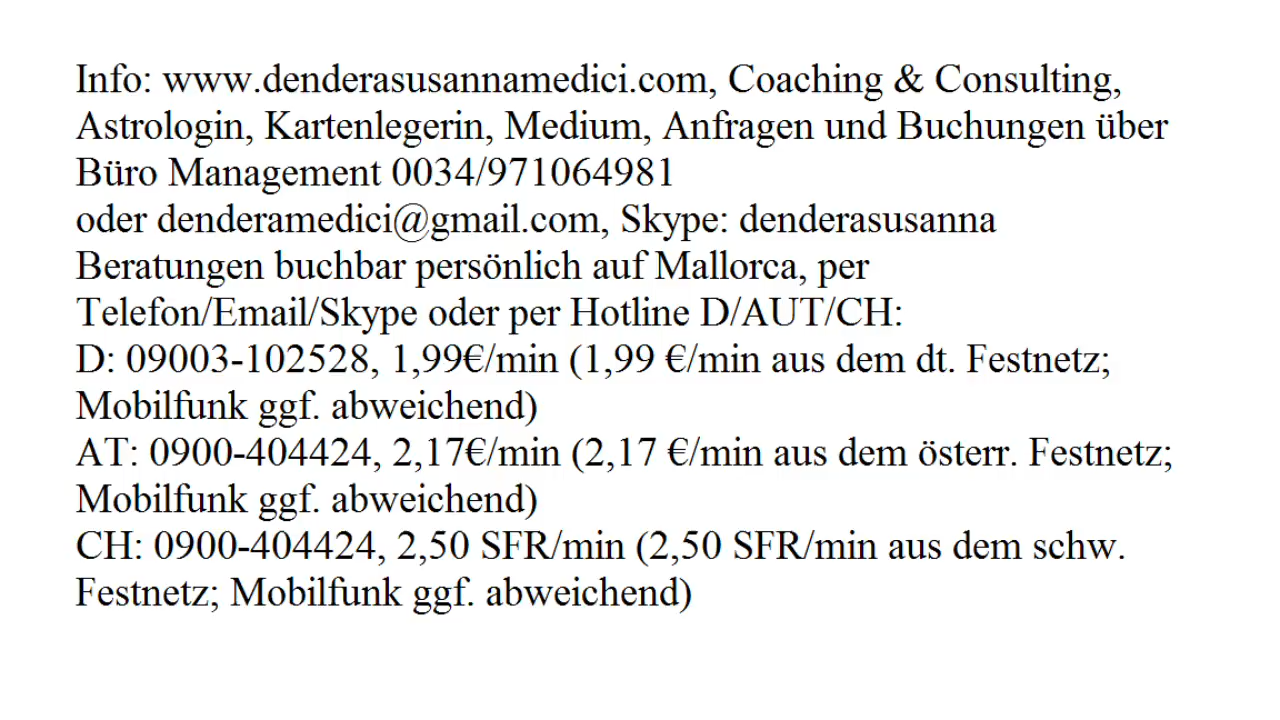 Info: www.denderasusannamedici.com, Coaching & Consulting,
Astrologin, Kartenlegerin, Medium, Anfragen und Buchungen über
Büro Management 0034/971064981
oder denderamedici@gmail.com, Skype: denderasusanna
Beratungen buchbar persönlich auf Mallorca, per
Telefon/Email/Skype oder per Hotline D/AUT/CH:
D: 09003-102528, 1,99€/min (1,99 €/min aus dem dt. Festnetz;
Mobilfunk ggf. abweichend)
AT: 0900-404424, 2,17€/min (2,17 €/min aus dem österr. Festnetz;
Mobilfunk ggf. abweichend)
CH: 0900-404424, 2,50 SFR/min (2,50 SFR/min aus dem schw.
Festnetz; Mobilfunk ggf. abweichend)